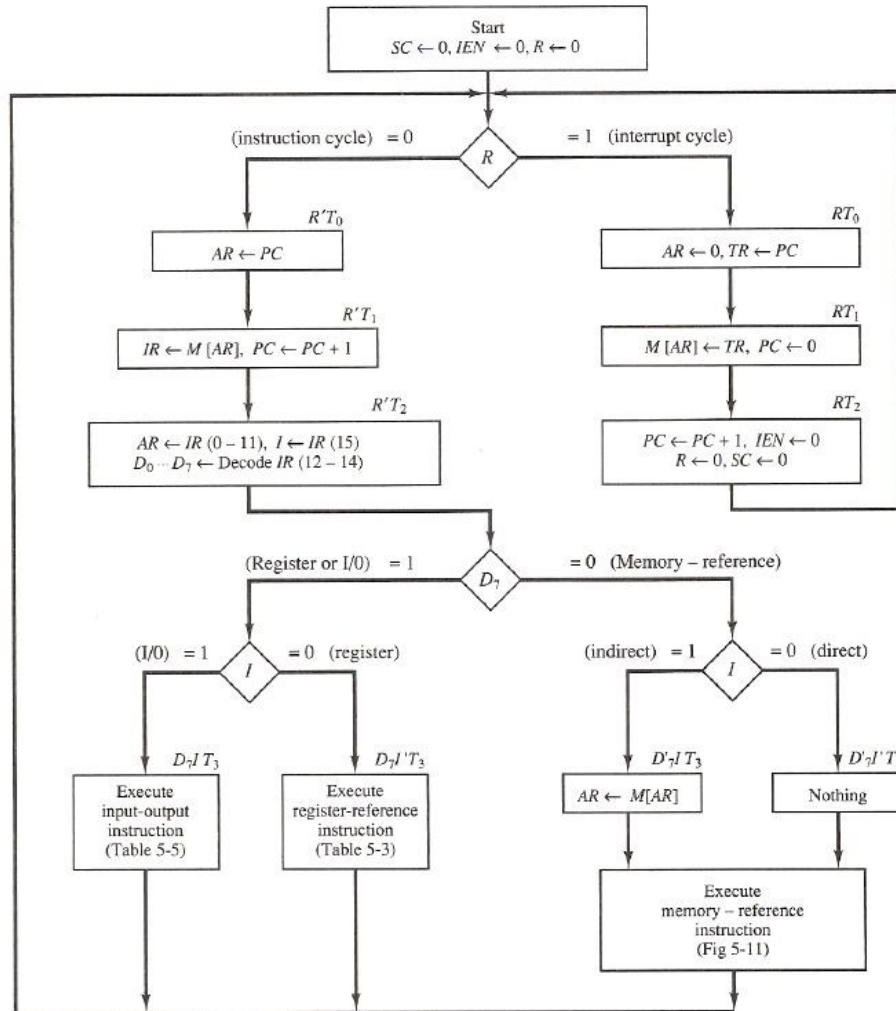 Start
SC ← 0, IEN ← 0, R ← 0
(instruction cycle) = 0
R
= 1 (interrupt cycle)
R'T₀
AR ← PC
RT₀
AR ← 0, TR ← PC
R'T₁
IR ← M [AR], PC ← PC + 1
RT₁
M [AR] ← TR, PC ← 0
R'T₂
AR ← IR (0 – 11), I ← IR (15)
D₀ ··· D₇ ← Decode IR (12 – 14)
RT₂
PC ← PC + 1, IEN ← 0
R ← 0, SC ← 0
(Register or I/0) = 1
D₇
= 0 (Memory – reference)
(I/0) = 1
I
= 0 (register)
(indirect) = 1
I
= 0 (direct)
D₇I T₃
Execute
input-output
instruction
(Table 5-5)
D₇I'T₃
Execute
register-reference
instruction
(Table 5-3)
D'₇IT₃
AR ← M[AR]
D'₇I'T
Nothing
Execute
memory – reference
instruction
(Fig 5-11)